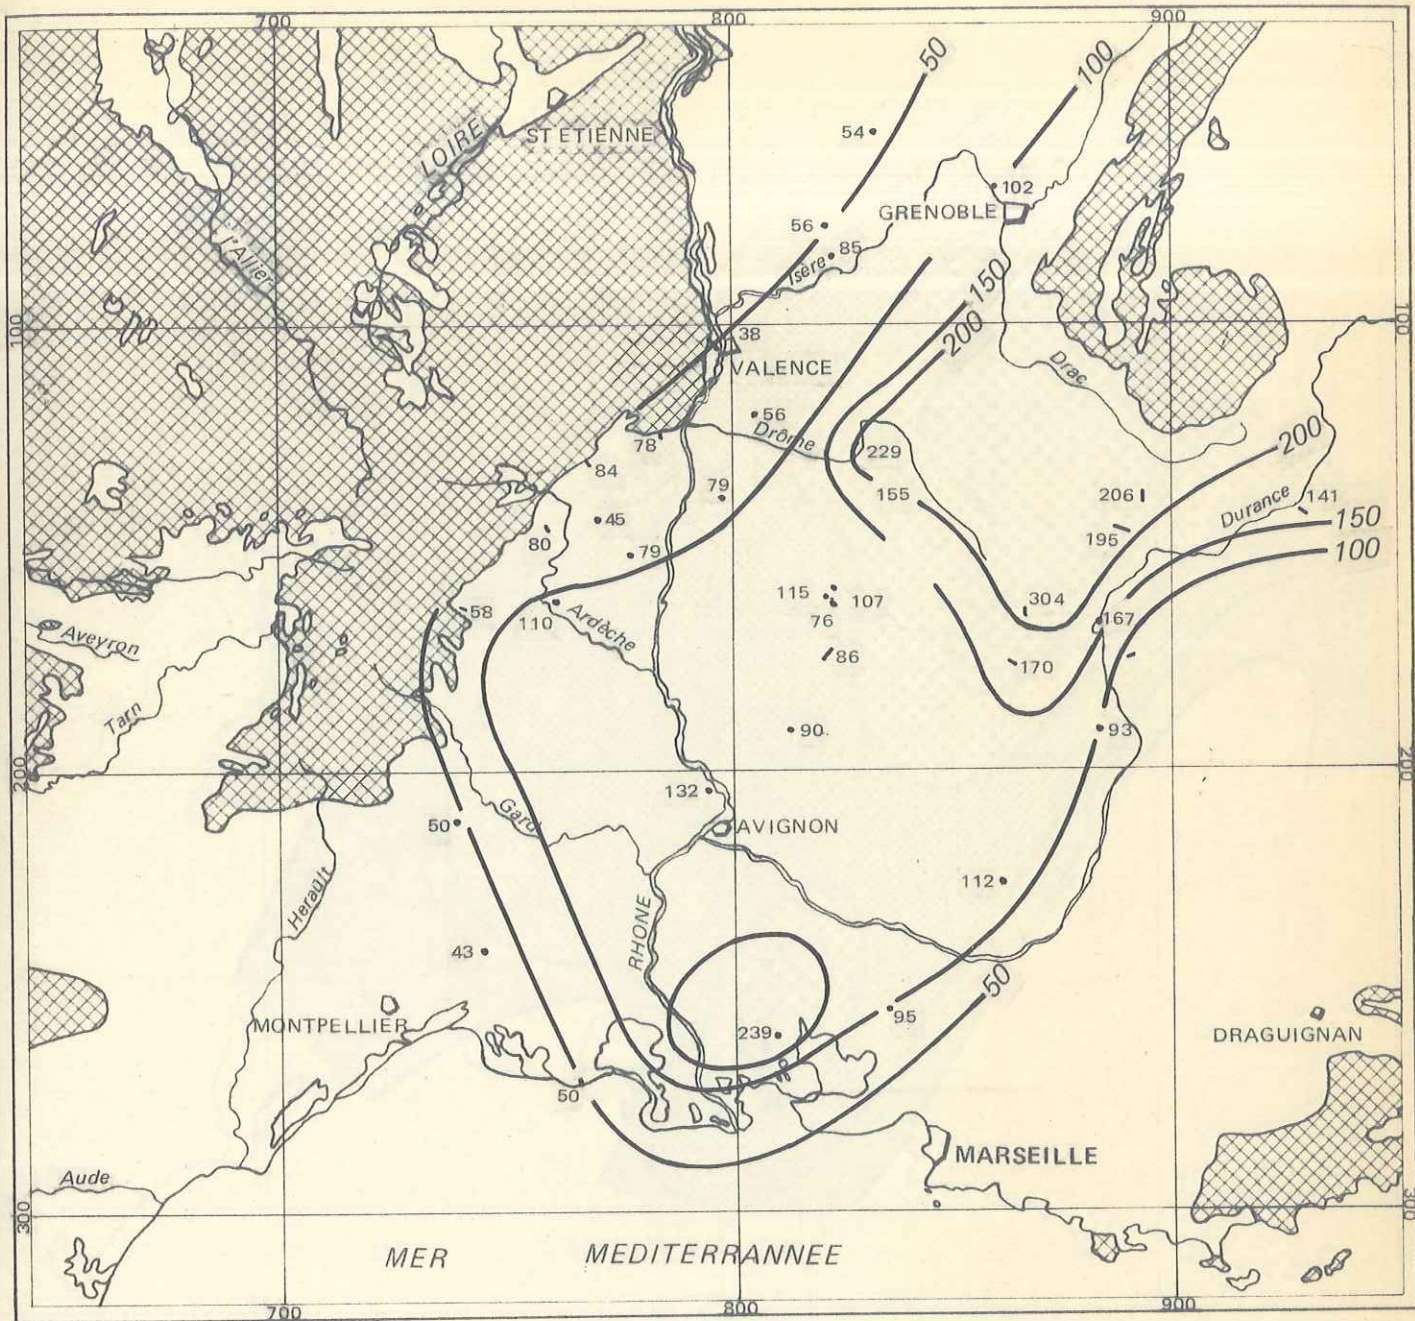 700 800 900
50 100
54
LOIRE
ST ETIENNE
102
GRENOBLE
56
85
Isère
l'Allier
150
100 38 200 100
VALENCE
Drac
56
Drôme
78
229
200
84
79
155
206
141
Durance
45
195
150
80
79
100
115 107
304
58
110
Ardèche
76
167
Aveyron
86
170
Tarn
90
93
200 200
132
Gard
50
AVIGNON
112
Herault
RHONE
43
50
MONTPELLIER
239
95
DRAGUIGNAN
50
MARSEILLE
Aude
300 300
MER MEDITERRANNEE
700 800 900